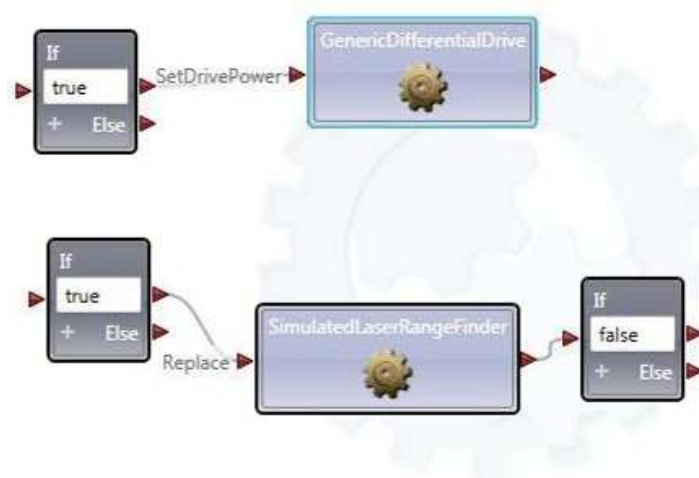 If
true
+ Else
SetDrivePower
GenericDifferentialDrive
If
true
+ Else
Replace
SimulatedLaserRangeFinder
If
false
+ Else